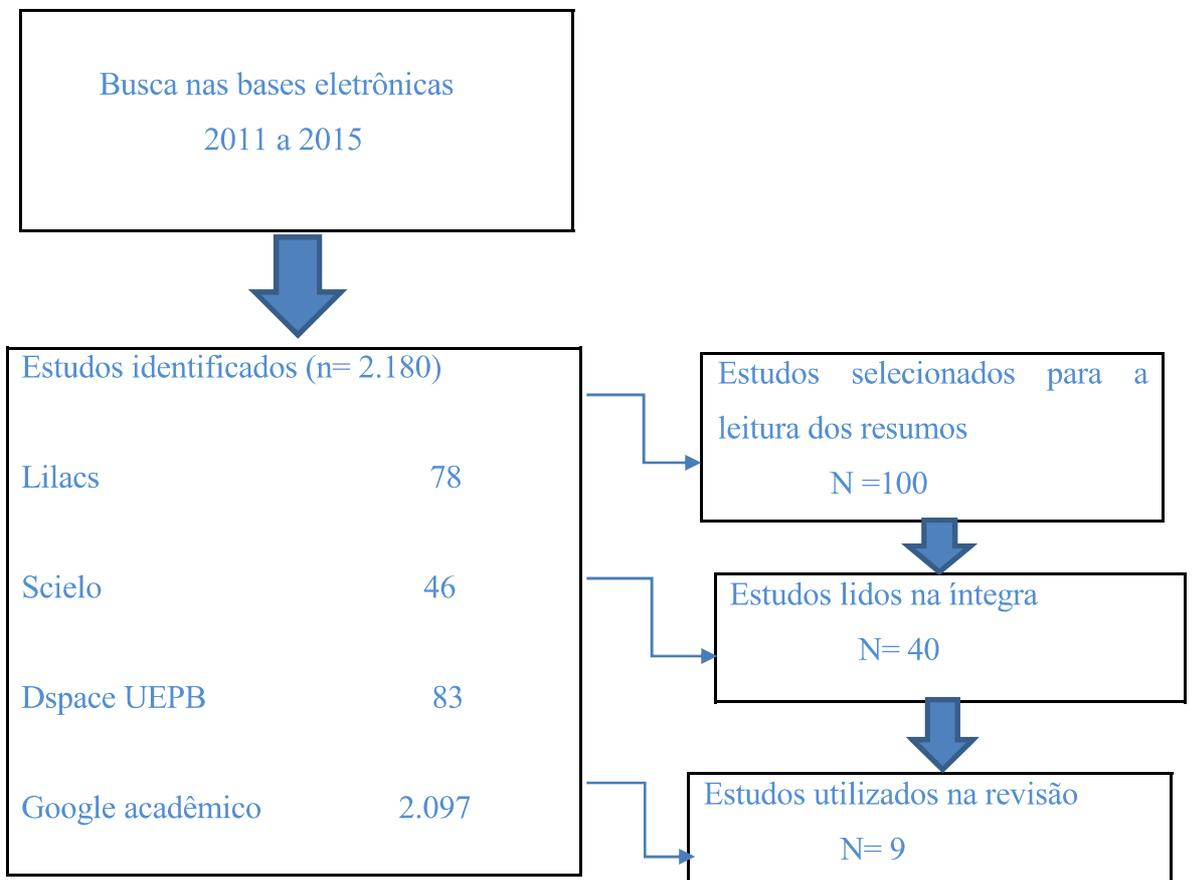 Busca nas bases eletrônicas
2011 a 2015
Estudos identificados (n= 2.180)
Lilacs 78
Scielo 46
Dspace UEPB 83
Google acadêmico 2.097
Estudos selecionados para a
leitura dos resumos
N =100
Estudos lidos na íntegra
N= 40
Estudos utilizados na revisão
N= 9